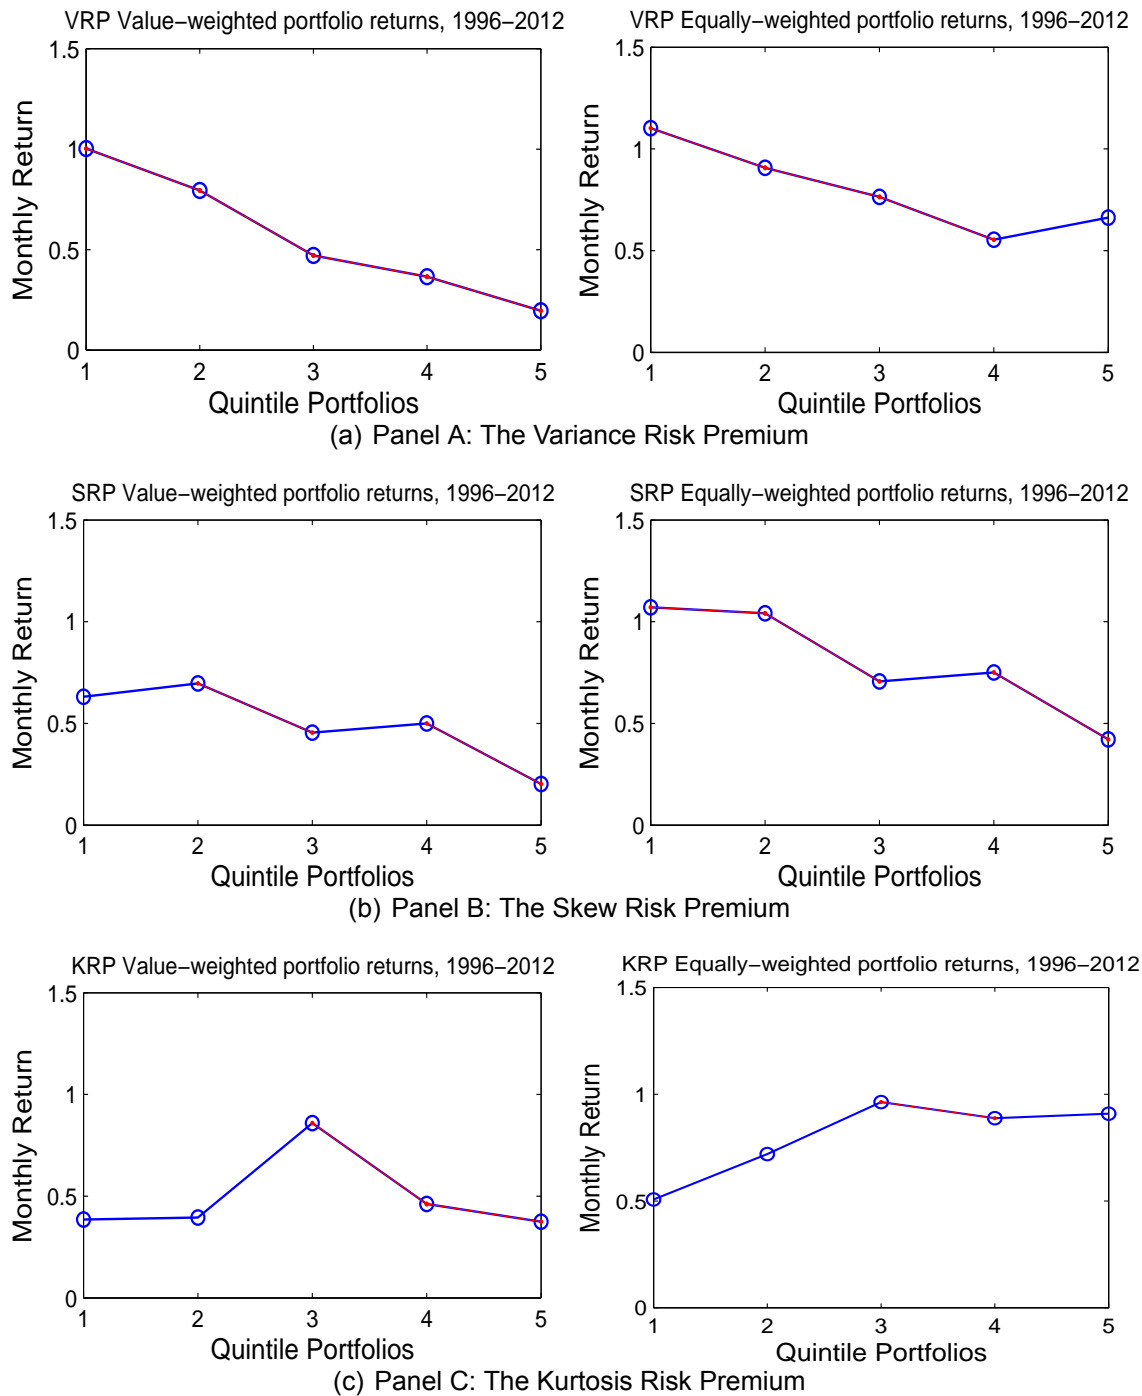 VRP Value−weighted portfolio returns, 1996−2012
1.5
1
0.5
0
Monthly Return
1 2 3 4 5
Quintile Portfolios
VRP Equally−weighted portfolio returns, 1996−2012
1.5
1
0.5
0
Monthly Return
1 2 3 4 5
Quintile Portfolios
(a) Panel A: The Variance Risk Premium
SRP Value−weighted portfolio returns, 1996−2012
1.5
1
0.5
0
Monthly Return
1 2 3 4 5
Quintile Portfolios
SRP Equally−weighted portfolio returns, 1996−2012
1.5
1
0.5
0
Monthly Return
1 2 3 4 5
Quintile Portfolios
(b) Panel B: The Skew Risk Premium
KRP Value−weighted portfolio returns, 1996−2012
1.5
1
0.5
0
Monthly Return
1 2 3 4 5
Quintile Portfolios
KRP Equally−weighted portfolio returns, 1996−2012
1.5
1
0.5
0
Monthly Return
1 2 3 4 5
Quintile Portfolios
(c) Panel C: The Kurtosis Risk Premium